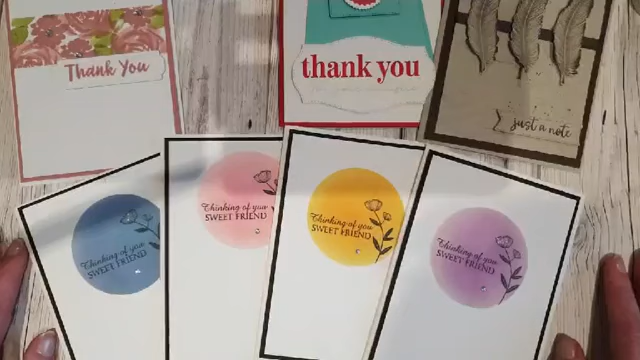 Thank You
thank you
just a note
Thinking of you
SWEET FRIEND
Thinking of you
SWEET FRIEND
Thinking of you
SWEET FRIEND
Thinking of you
SWEET FRIEND